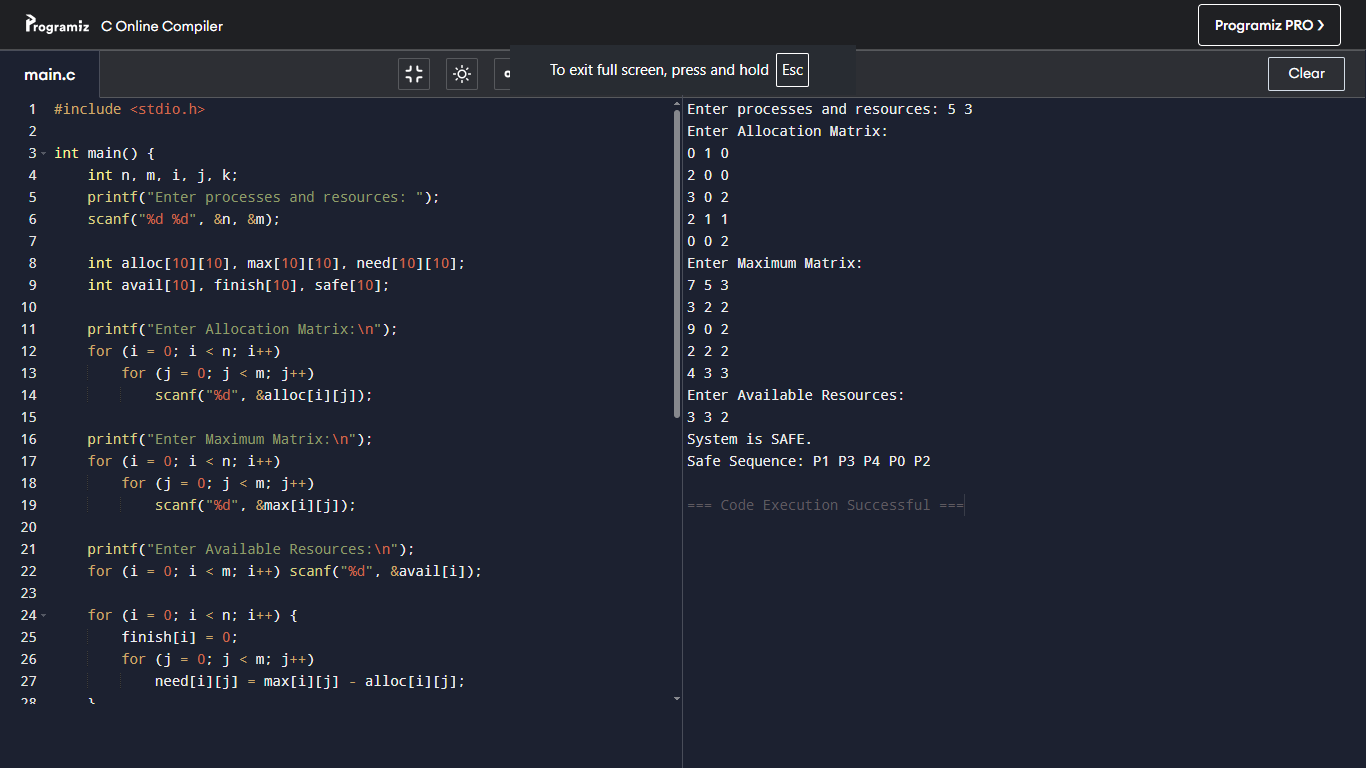 Programiz C Online Compiler
Programiz PRO ❯
To exit full screen, press and hold Esc
main.c
Clear
1 #include <stdio.h>
2
3 int main() {
4     int n, m, i, j, k;
5     printf("Enter processes and resources: ");
6     scanf("%d %d", &n, &m);
7
8     int alloc[10][10], max[10][10], need[10][10];
9     int avail[10], finish[10], safe[10];
10
11     printf("Enter Allocation Matrix:\n");
12     for (i = 0; i < n; i++)
13         for (j = 0; j < m; j++)
14             scanf("%d", &alloc[i][j]);
15
16     printf("Enter Maximum Matrix:\n");
17     for (i = 0; i < n; i++)
18         for (j = 0; j < m; j++)
19             scanf("%d", &max[i][j]);
20
21     printf("Enter Available Resources:\n");
22     for (i = 0; i < m; i++) scanf("%d", &avail[i]);
23
24     for (i = 0; i < n; i++) {
25         finish[i] = 0;
26         for (j = 0; j < m; j++)
27             need[i][j] = max[i][j] - alloc[i][j];
28     }
Enter processes and resources: 5 3
Enter Allocation Matrix:
0 1 0
2 0 0
3 0 2
2 1 1
0 0 2
Enter Maximum Matrix:
7 5 3
3 2 2
9 0 2
2 2 2
4 3 3
Enter Available Resources:
3 3 2
System is SAFE.
Safe Sequence: P1 P3 P4 P0 P2
=== Code Execution Successful ===